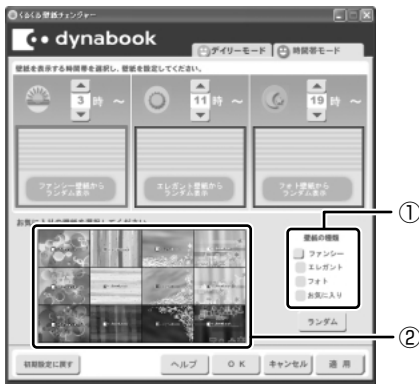 くるくる壁紙チェンジャー
dynabook
デイリーモード
時間帯モード
壁紙を表示する時間帯を選択し、壁紙を設定してください。
3 時 ～
11 時 ～
19 時 ～
ファンシー壁紙から
ランダム表示
エレガント壁紙から
ランダム表示
フォト壁紙から
ランダム表示
お気に入りの壁紙を選択してください
①
壁紙の種類
ファンシー
エレガント
フォト
お気に入り
ランダム
②
初期設定に戻す
ヘルプ
OK
キャンセル
適用